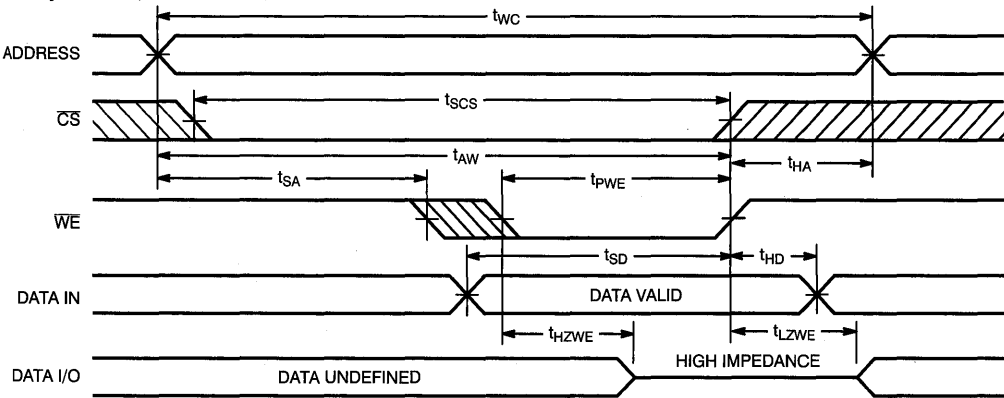 tWC
ADDRESS
CS
tSCS
tAW
tHA
tSA
tPWE
WE
tSD
tHD
DATA IN
DATA VALID
tHZWE
tLZWE
HIGH IMPEDANCE
DATA I/O
DATA UNDEFINED